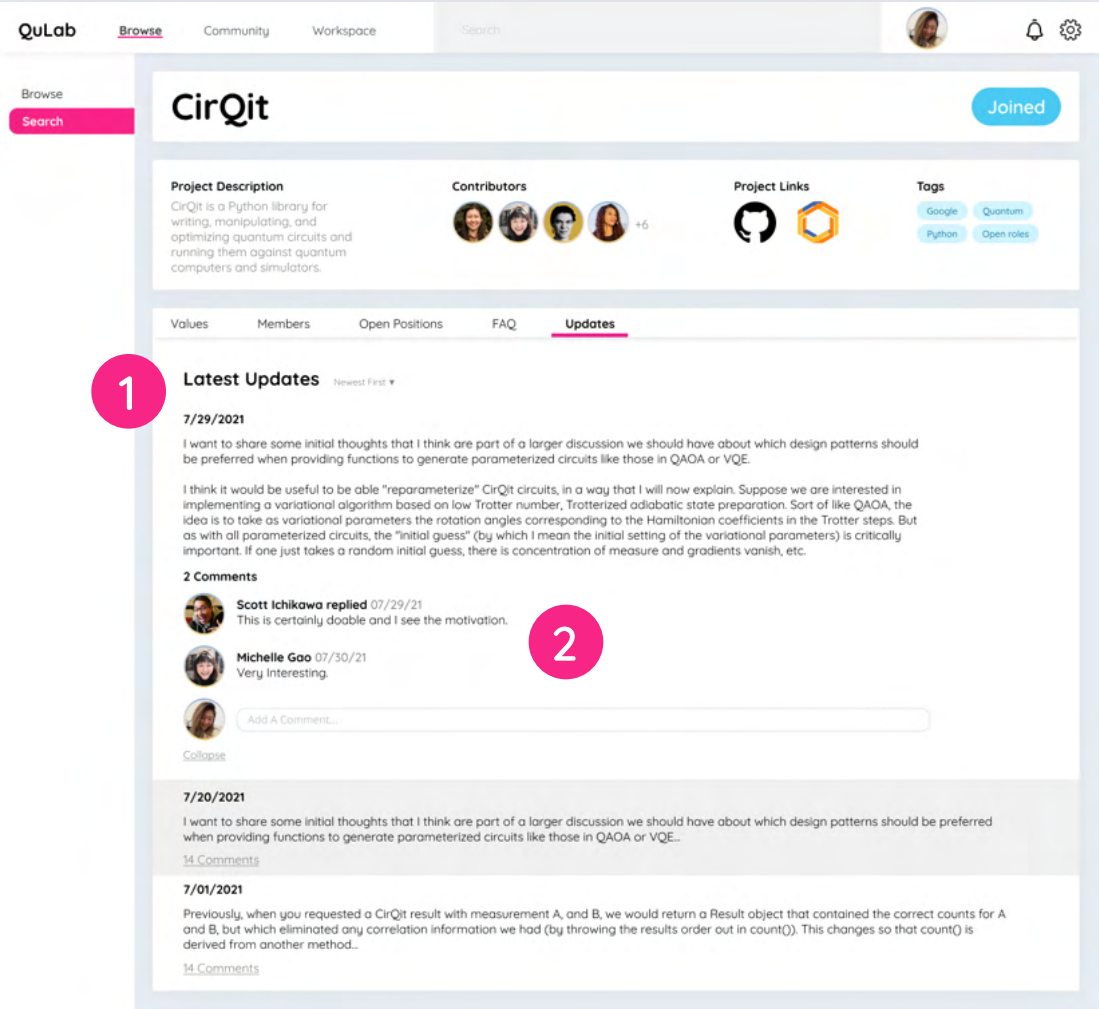 QuLab
Browse
Community
Workspace
Search
Browse
Search
CirQit
Joined
Project Description
CirQit is a Python library for
writing, manipulating, and
optimizing quantum circuits and
running them against quantum
computers and simulators.
Contributors
+6
Project Links
Tags
Google
Quantum
Python
Open roles
Values
Members
Open Positions
FAQ
Updates
1
Latest Updates
Newest First ▼
7/29/2021
I want to share some initial thoughts that I think are part of a larger discussion we should have about which design patterns should
be preferred when providing functions to generate parameterized circuits like those in QAOA or VQE.
I think it would be useful to be able "reparameterize" CirQit circuits, in a way that I will now explain. Suppose we are interested in
implementing a variational algorithm based on low Trotter number, Trotterized adiabatic state preparation. Sort of like QAOA, the
idea is to take as variational parameters the rotation angles corresponding to the Hamiltonian coefficients in the Trotter steps. But
as with all parameterized circuits, the "initial guess" (by which I mean the initial setting of the variational parameters) is critically
important. If one just takes a random initial guess, there is concentration of measure and gradients vanish, etc.
2 Comments
Scott Ichikawa replied 07/29/21
This is certainly doable and I see the motivation.
2
Michelle Gao 07/30/21
Very Interesting.
Add A Comment...
Collapse
7/20/2021
I want to share some initial thoughts that I think are part of a larger discussion we should have about which design patterns should be preferred
when providing functions to generate parameterized circuits like those in QAOA or VQE...
14 Comments
7/01/2021
Previously, when you requested a CirQit result with measurement A, and B, we would return a Result object that contained the correct counts for A
and B, but which eliminated any correlation information we had (by throwing the results order out in count()). This changes so that count() is
derived from another method...
14 Comments